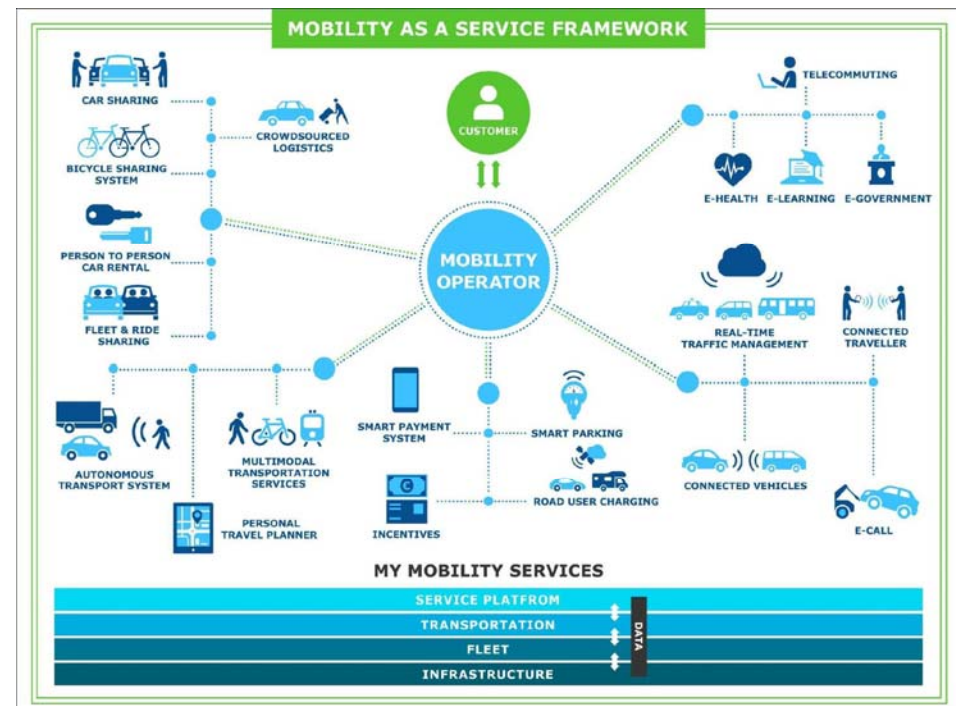 MOBILITY AS A SERVICE FRAMEWORK
CAR SHARING
CROWDSOURCED
LOGISTICS
BICYCLE SHARING
SYSTEM
PERSON TO PERSON
CAR RENTAL
FLEET & RIDE
SHARING
CUSTOMER
MOBILITY
OPERATOR
TELECOMMUTING
E-HEALTH
E-LEARNING
E-GOVERNMENT
REAL-TIME
TRAFFIC MANAGEMENT
CONNECTED
TRAVELLER
AUTONOMOUS
TRANSPORT SYSTEM
MULTIMODAL
TRANSPORTATION
SERVICES
PERSONAL
TRAVEL PLANNER
SMART PAYMENT
SYSTEM
SMART PARKING
INCENTIVES
ROAD USER CHARGING
CONNECTED VEHICLES
E-CALL
MY MOBILITY SERVICES
SERVICE PLATFROM
TRANSPORTATION
FLEET
INFRASTRUCTURE
DATA